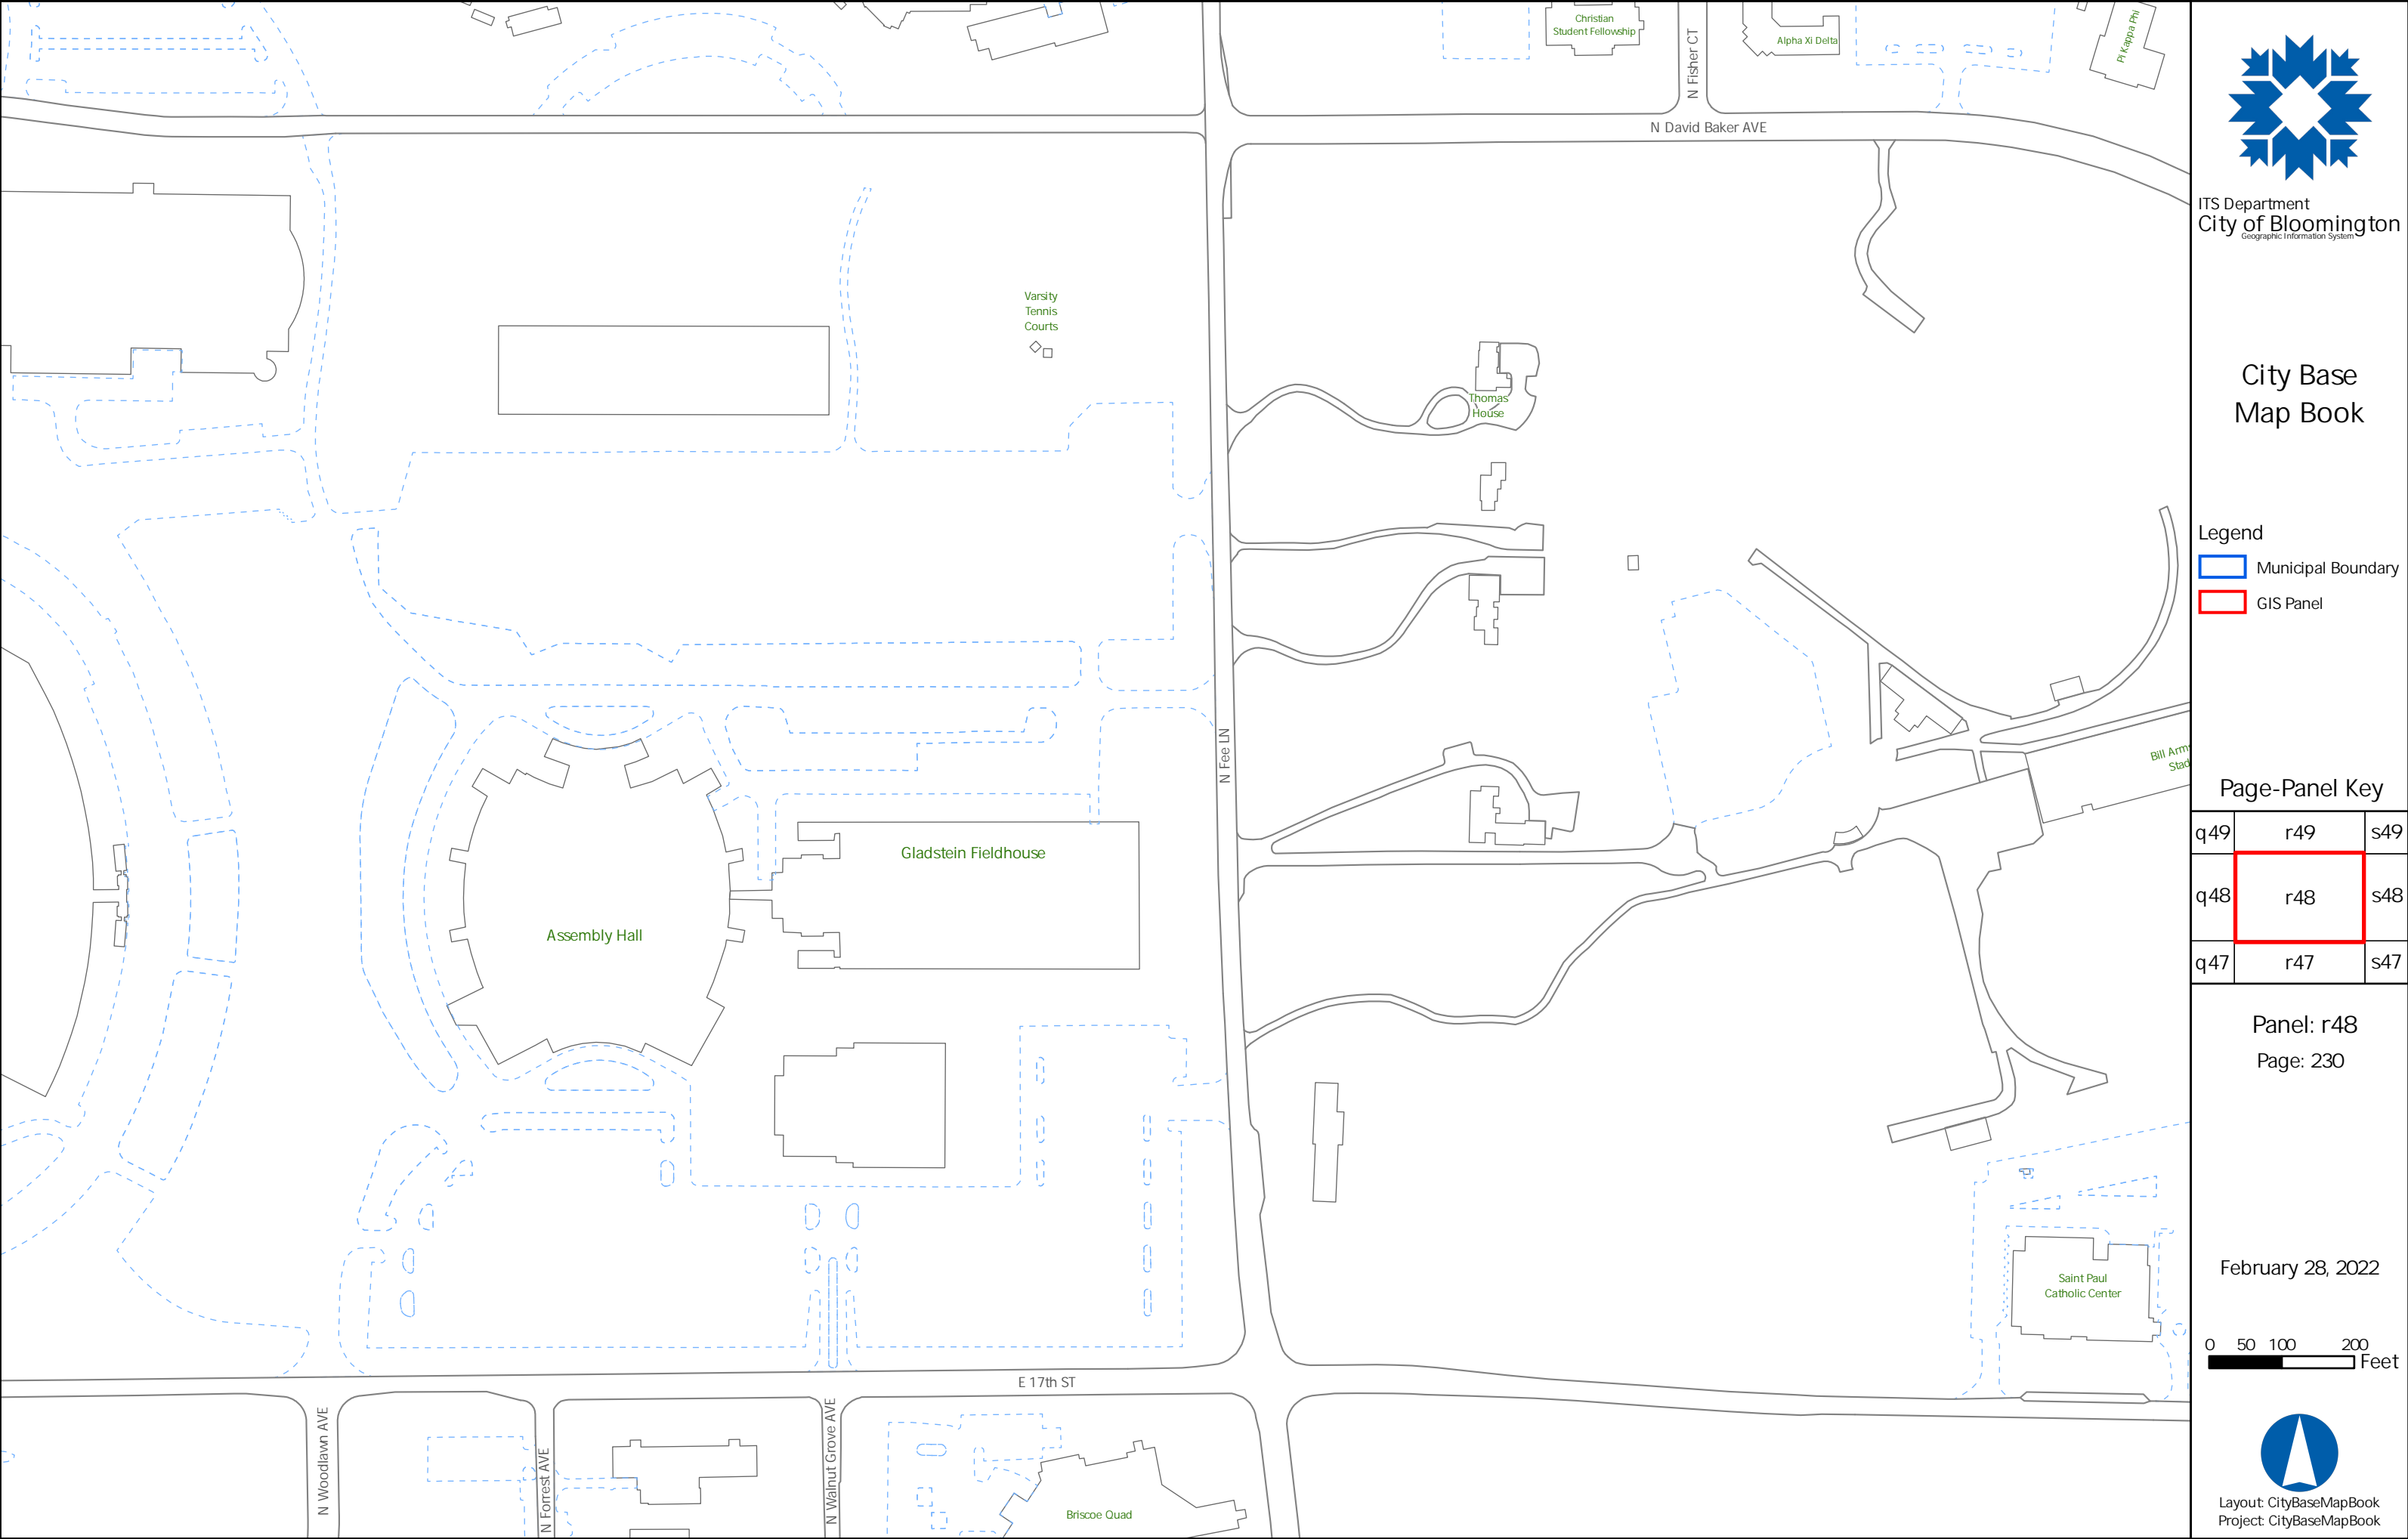 Christian
Student Fellowship
N Fisher CT
Alpha Xi Delta
Pi Kappa Phi
N David Baker AVE
Varsity
Tennis
Courts
Thomas
House
N Fee LN
Bill Arms
Stad
Gladstein Fieldhouse
Assembly Hall
Saint Paul
Catholic Center
E 17th ST
N Woodlawn AVE
N Forrest AVE
N Walnut Grove AVE
Briscoe Quad
ITS Department
City of Bloomington
Geographic Information System
City Base
Map Book
Legend
Municipal Boundary
GIS Panel
Page-Panel Key
q49 r49 s49
q48 r48 s48
q47 r47 s47
Panel: r48
Page: 230
February 28, 2022
0 50 100 200
Feet
Layout: CityBaseMapBook
Project: CityBaseMapBook